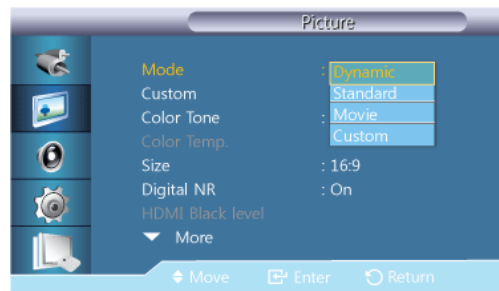 Picture
Mode : Dynamic
Custom Standard
Color Tone : Movie
Color Temp. Custom
Size : 16:9
Digital NR : On
HDMI Black level
More
Move Enter Return